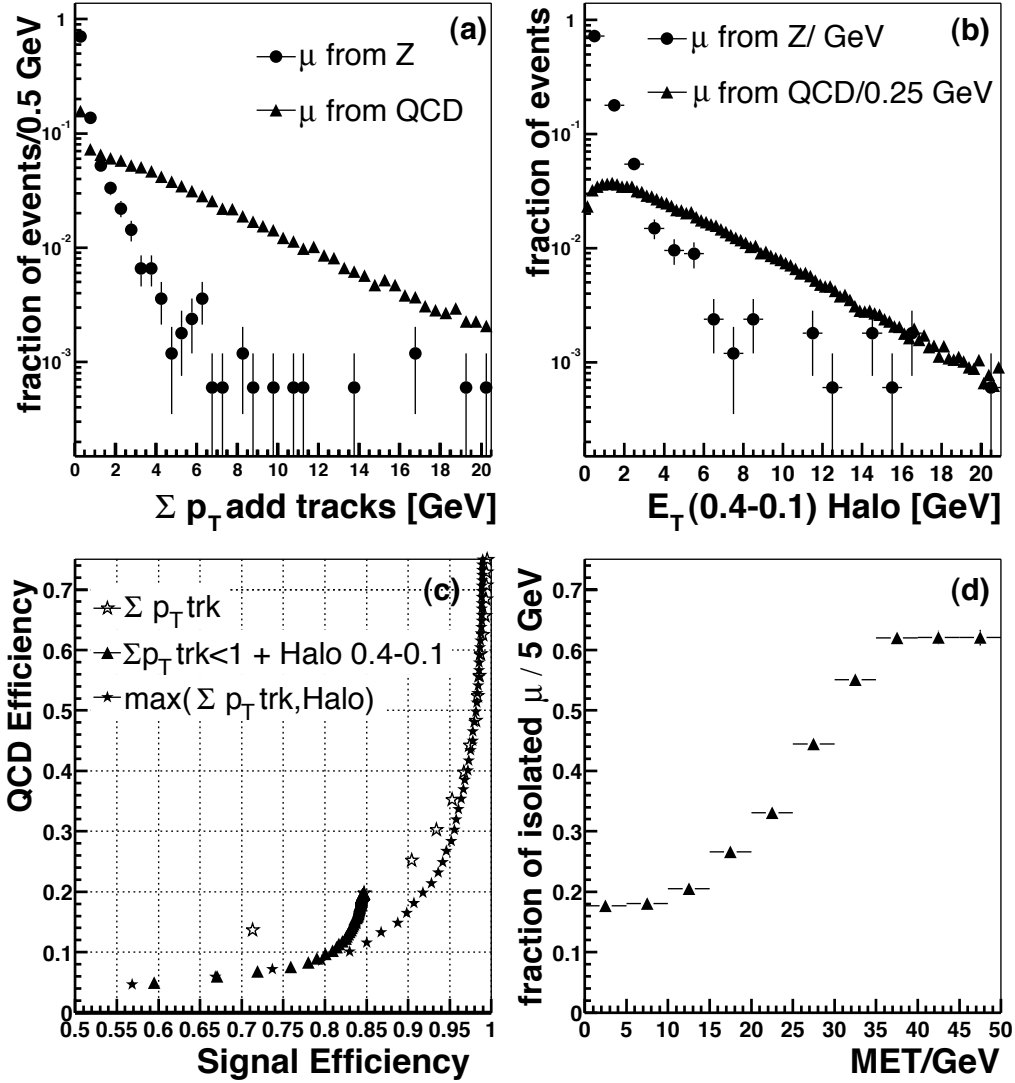 (a)
μ from Z
μ from QCD
fraction of events/0.5 GeV
1
10⁻¹
10⁻²
10⁻³
0 2 4 6 8 10 12 14 16 18 20
Σ p_T add tracks [GeV]
(b)
μ from Z/ GeV
μ from QCD/0.25 GeV
fraction of events
1
10⁻¹
10⁻²
10⁻³
0 2 4 6 8 10 12 14 16 18 20
E_T (0.4-0.1) Halo [GeV]
(c)
Σ p_T trk
Σp_T trk<1 + Halo 0.4-0.1
max( Σ p_T trk,Halo)
QCD Efficiency
0.7
0.6
0.5
0.4
0.3
0.2
0.1
0
0.5 0.55 0.6 0.65 0.7 0.75 0.8 0.85 0.9 0.95 1
Signal Efficiency
(d)
fraction of isolated μ / 5 GeV
0.7
0.6
0.5
0.4
0.3
0.2
0.1
0
0 5 10 15 20 25 30 35 40 45 50
MET/GeV